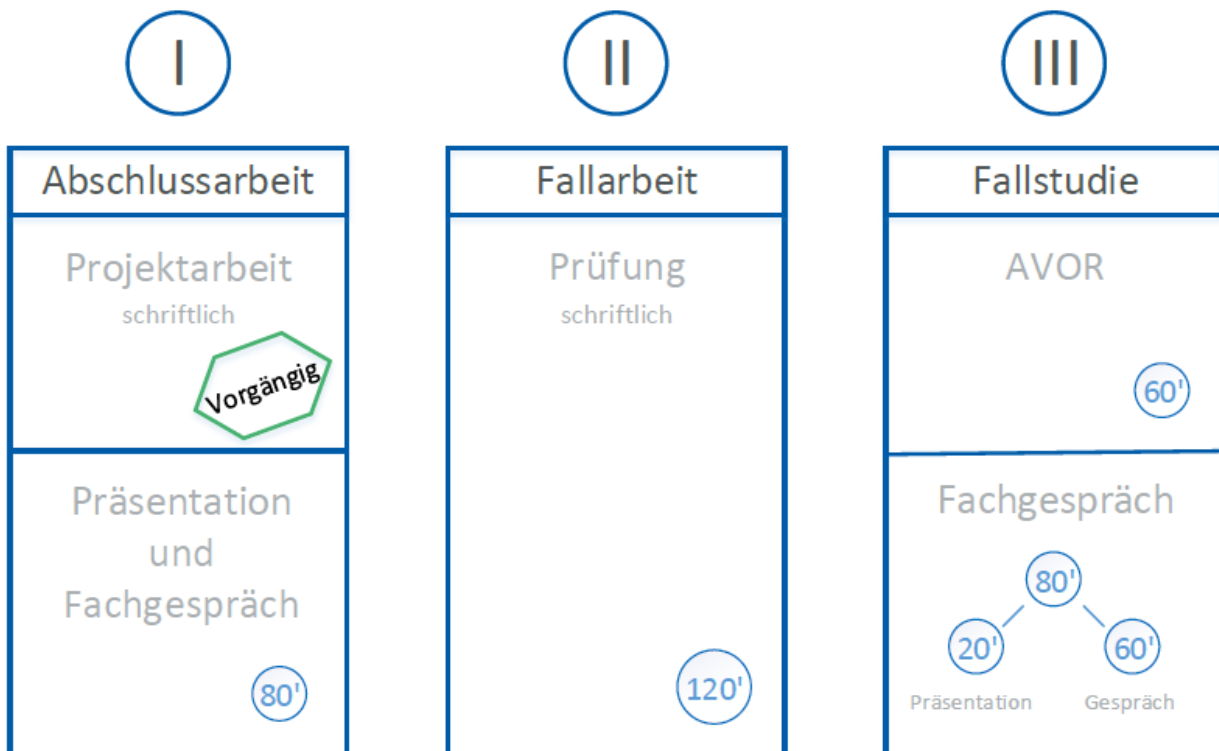 I
II
III
Abschlussarbeit
Projektarbeit
schriftlich
Vorgängig
Präsentation
und
Fachgespräch
80'
Fallarbeit
Prüfung
schriftlich
120'
Fallstudie
AVOR
60'
Fachgespräch
80'
20'
60'
Präsentation
Gespräch